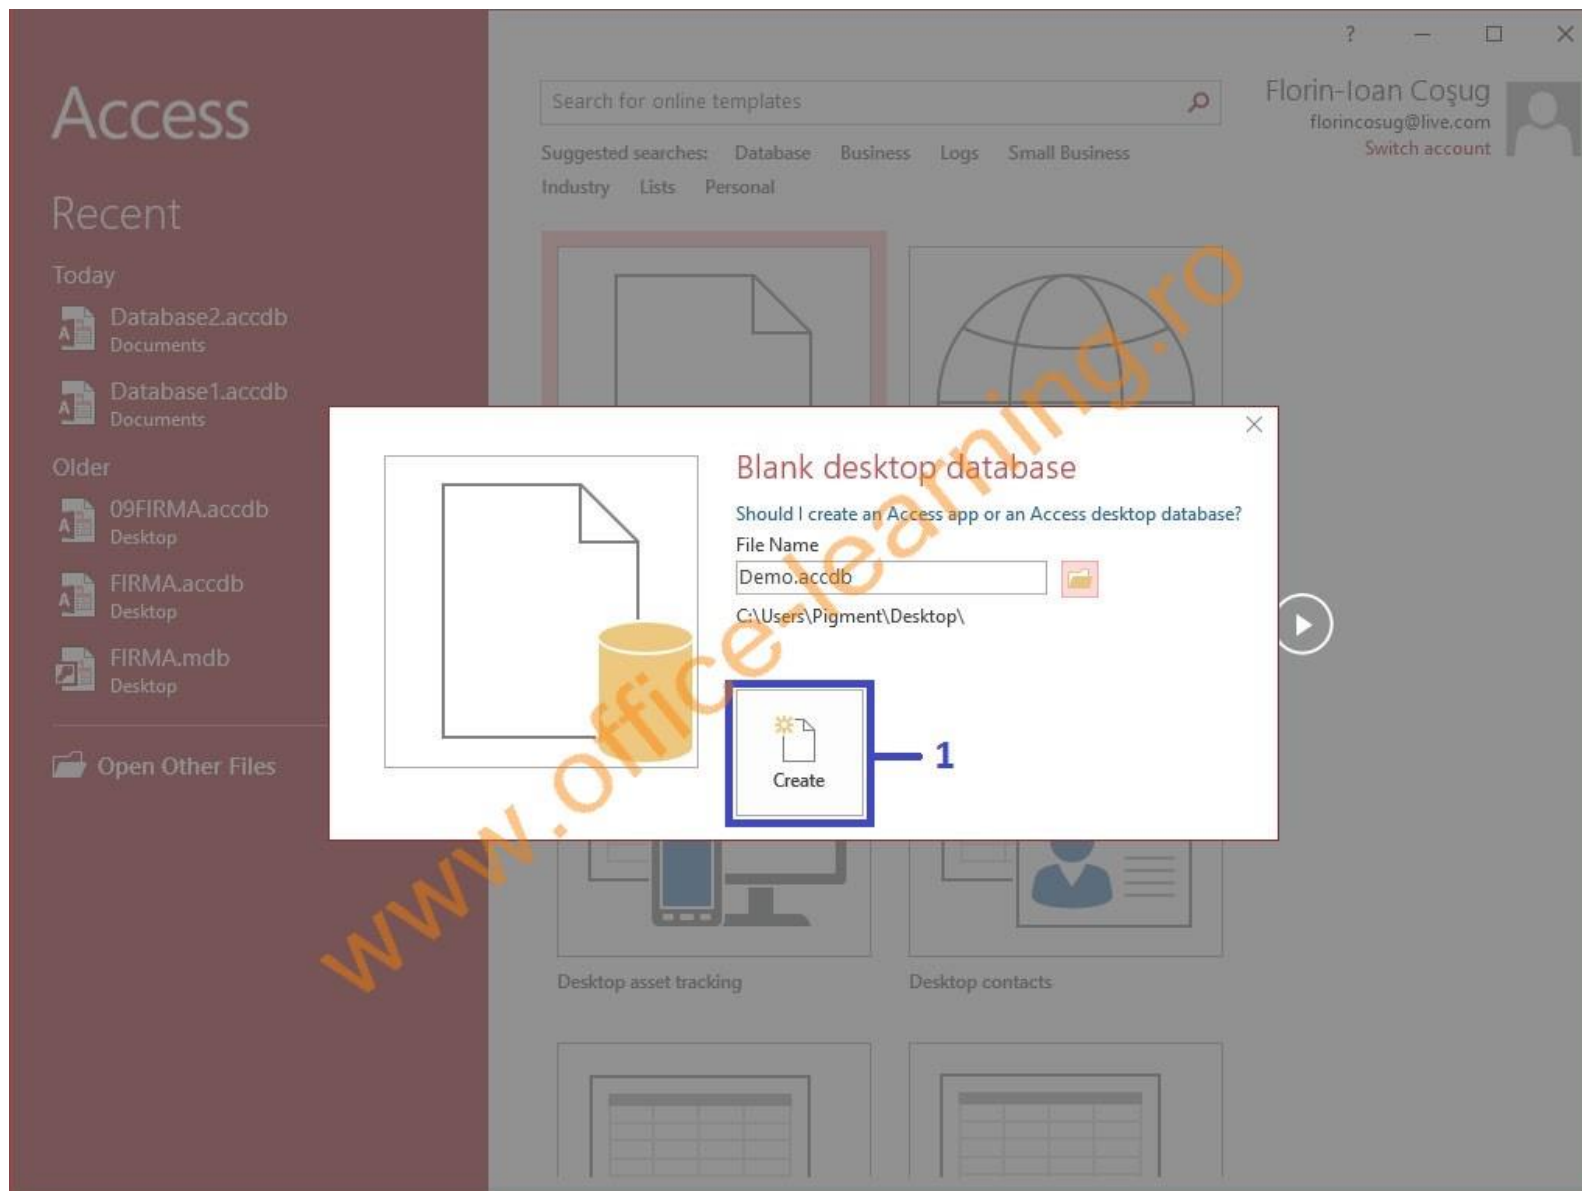 Access
Recent
Today
Database2.accdb
Documents
Database1.accdb
Documents
Older
09FIRMA.accdb
Desktop
FIRMA.accdb
Desktop
FIRMA.mdb
Desktop
Open Other Files
?
Search for online templates
Florin-Ioan Coşug
florincosug@live.com
Switch account
Suggested searches: Database Business Logs Small Business
Industry Lists Personal
Blank desktop database
Should I create an Access app or an Access desktop database?
File Name
Demo.accdb
C:\Users\Pigment\Desktop\
Create
1
Desktop asset tracking
Desktop contacts
www.office-learning.ro